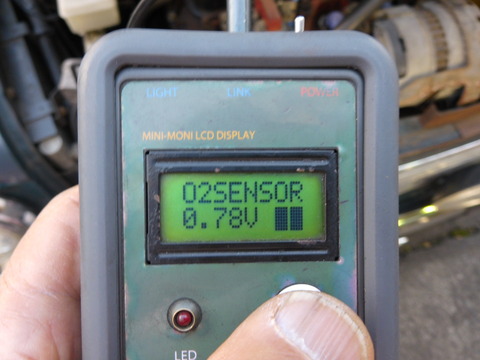 LIGHT LINK POWER
MINI-MONI LCD DISPLAY
O2SENSOR
0.78V
LED